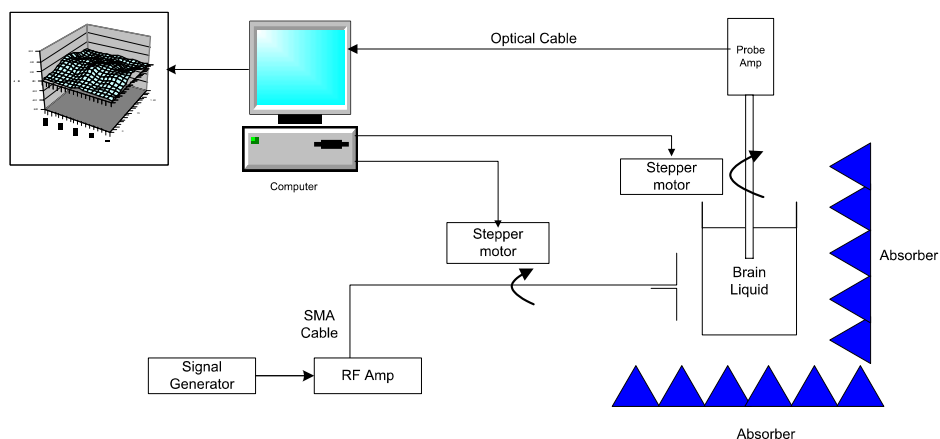 Optical Cable
Probe
Amp
Computer
Stepper
motor
Stepper
motor
Brain
Liquid
Absorber
SMA
Cable
Signal
Generator
RF Amp
Absorber